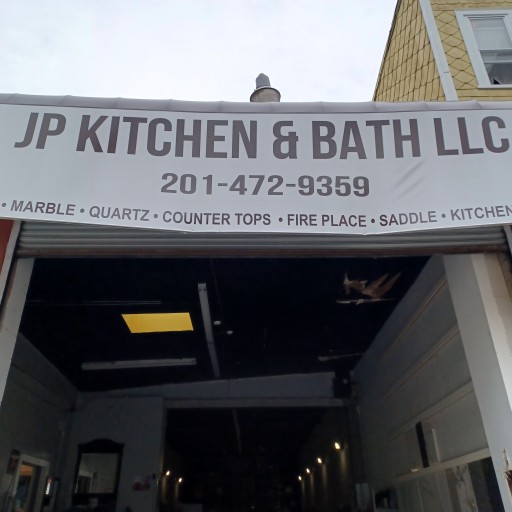 JP KITCHEN & BATH LLC
201-472-9359
• MARBLE • QUARTZ • COUNTER TOPS • FIRE PLACE • SADDLE • KITCHEN